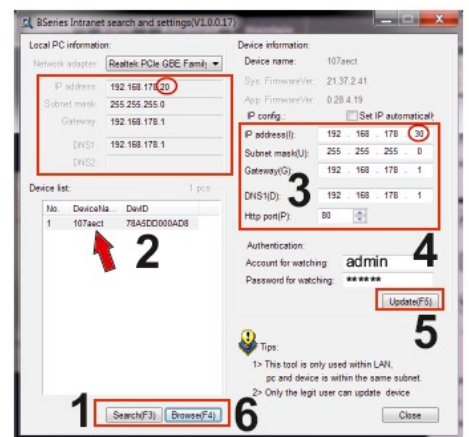 BSeries Intranet search and settings(V1.0.0.17)
Local PC information:
Network adapter: Realtek PCIe GBE Family
IP address: 192.168.178.20
Subnet mask: 255.255.255.0
Gateway: 192.168.178.1
DNS1: 192.168.178.1
DNS2:
Device list: 1 pcs
No. DeviceNa... DevID
1 107aect 78A5DD000AD8
2
1
Search(F3) Browse(F4)
6
Device information:
Device name: 107aect
Sys. FirmwareVer: 21.37.2.41
App. FirmwareVer: 0.28.4.19
IP config.: Set IP automatically
IP address(I): 192 . 168 . 178 . 30
Subnet mask(U): 255 . 255 . 255 . 0
Gateway(G): 192 . 168 . 178 . 1
3
DNS1(D): 192 . 168 . 178 . 1
Http port(P): 80
4
Authentication:
Account for watching: admin
Password for watching: ******
Update(F5)
5
Tips:
1> This tool is only used within LAN,
pc and device is within the same subnet.
2> Only the legit user can update device
Close